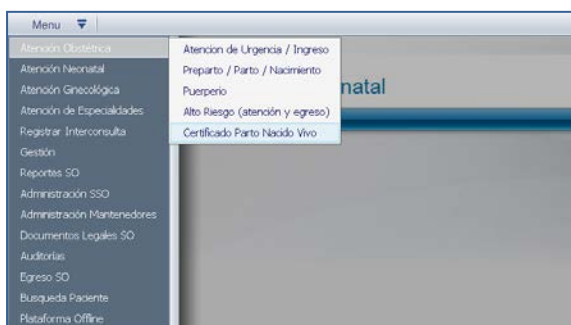 Menu
Atención Obstétrica
Atención Neonatal
Atención Ginecológica
Atención de Especialidades
Registrar Interconsulta
Gestión
Reportes SO
Administración SSO
Administración Mantenedores
Documentos Legales SO
Auditorias
Egreso SO
Busqueda Paciente
Plataforma Offline
Atencion de Urgencia / Ingreso
Preparto / Parto / Nacimiento
Puerperio
Alto Riesgo (atención y egreso)
Certificado Parto Nacido Vivo
natal